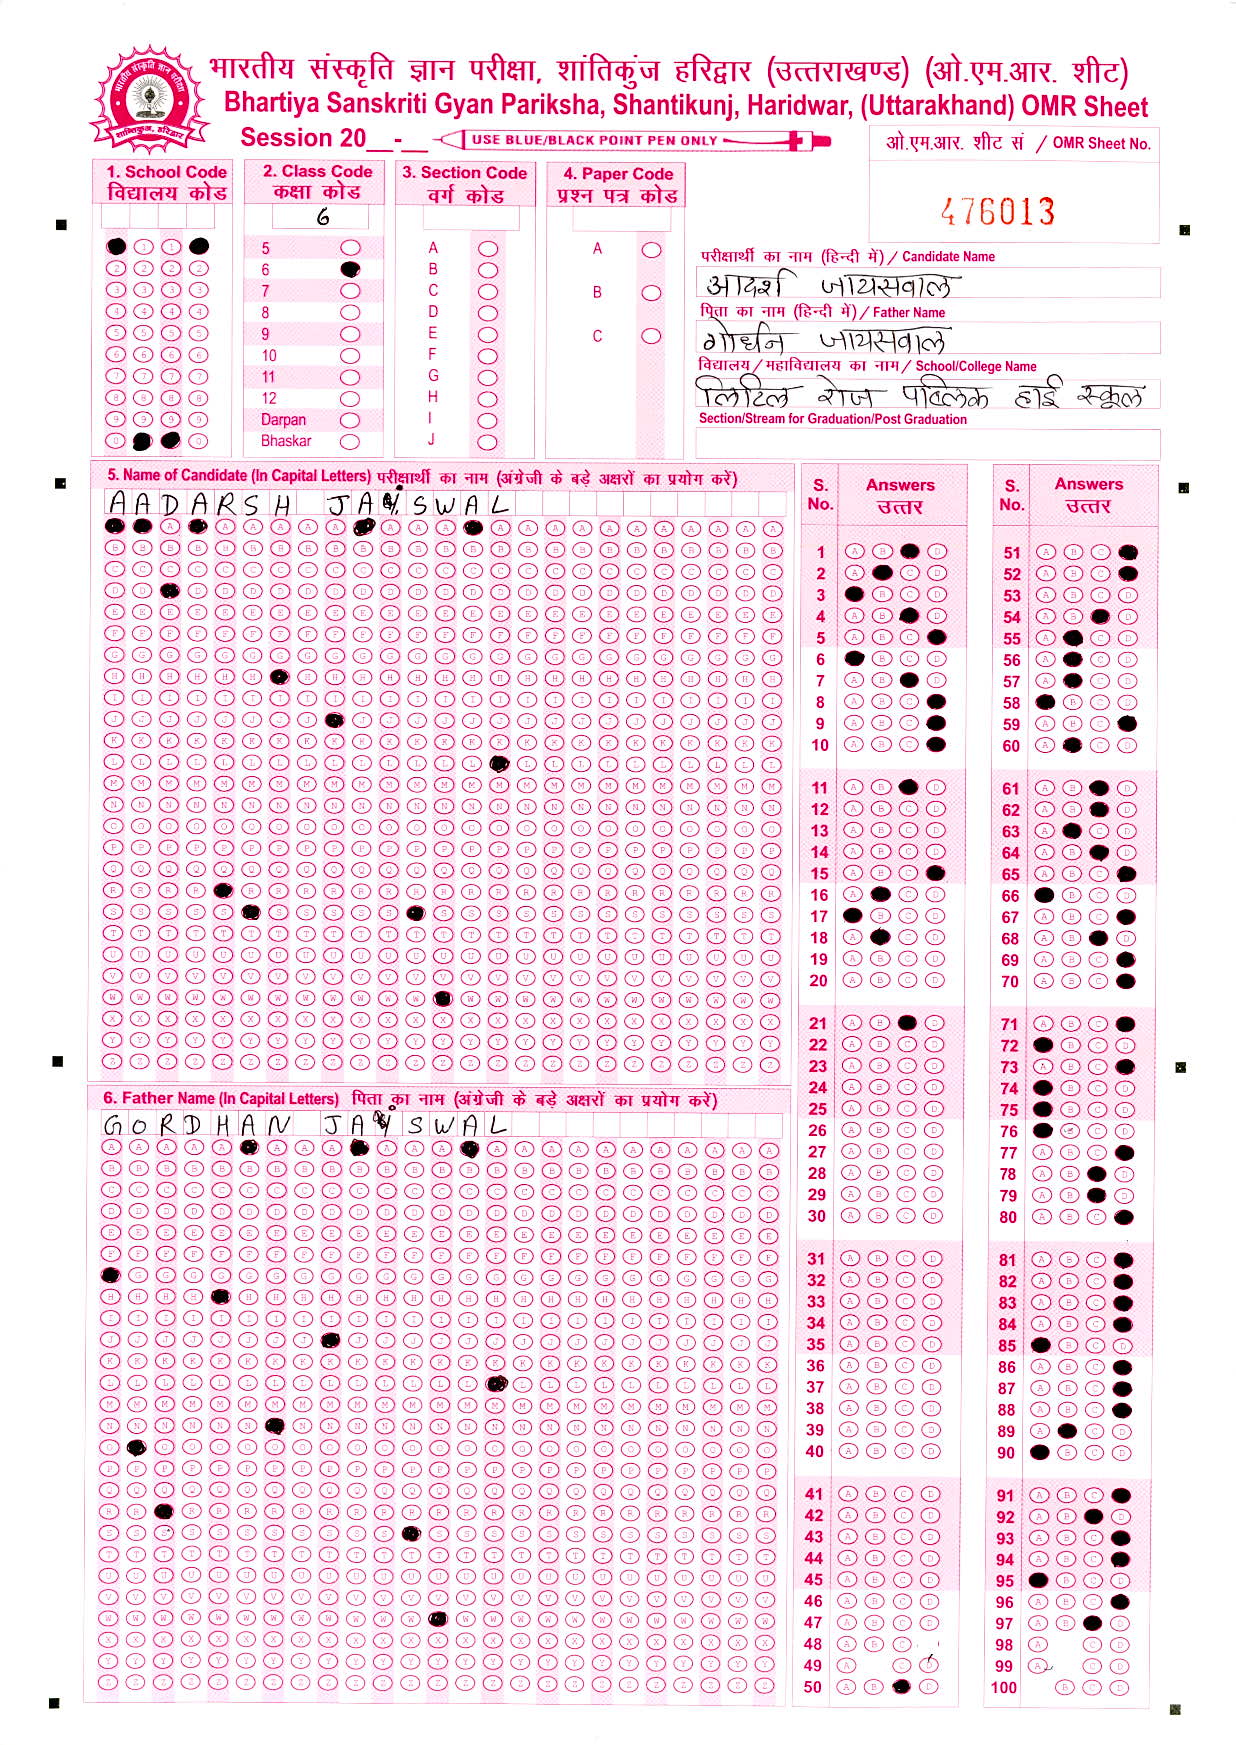 भारतीय संस्कृति ज्ञान परीक्षा, शांतिकुंज हरिद्वार (उत्तराखण्ड) (ओ.एम.आर. शीट)
Bhartiya Sanskriti Gyan Pariksha, Shantikunj, Haridwar, (Uttarakhand) OMR Sheet
Session 20__-__ USE BLUE/BLACK POINT PEN ONLY
ओ.एम.आर. शीट सं / OMR Sheet No.
476013
1. School Code
विद्यालय कोड
2. Class Code
कक्षा कोड
6
5
6
7
8
9
10
11
12
Darpan
Bhaskar
3. Section Code
वर्ग कोड
A
B
C
D
E
F
G
H
I
J
4. Paper Code
प्रश्न पत्र कोड
A
B
C
परीक्षार्थी का नाम (हिन्दी में) / Candidate Name
आदर्श जायसवाल
पिता का नाम (हिन्दी में) / Father Name
गोर्धन जायसवाल
विद्यालय/महाविद्यालय का नाम/ School/College Name
लिटिल रोज पब्लिक हाई स्कूल
Section/Stream for Graduation/Post Graduation
5. Name of Candidate (In Capital Letters) परीक्षार्थी का नाम (अंग्रेजी के बड़े अक्षरों का प्रयोग करें)
AADARSH JAYSWAL
6. Father Name (In Capital Letters) पिता का नाम (अंग्रेजी के बड़े अक्षरों का प्रयोग करें)
GORDHAN JAYSWAL
S. No. Answers उत्तर
1
2
3
4
5
6
7
8
9
10
11
12
13
14
15
16
17
18
19
20
21
22
23
24
25
26
27
28
29
30
31
32
33
34
35
36
37
38
39
40
41
42
43
44
45
46
47
48
49
50
S. No. Answers उत्तर
51
52
53
54
55
56
57
58
59
60
61
62
63
64
65
66
67
68
69
70
71
72
73
74
75
76
77
78
79
80
81
82
83
84
85
86
87
88
89
90
91
92
93
94
95
96
97
98
99
100